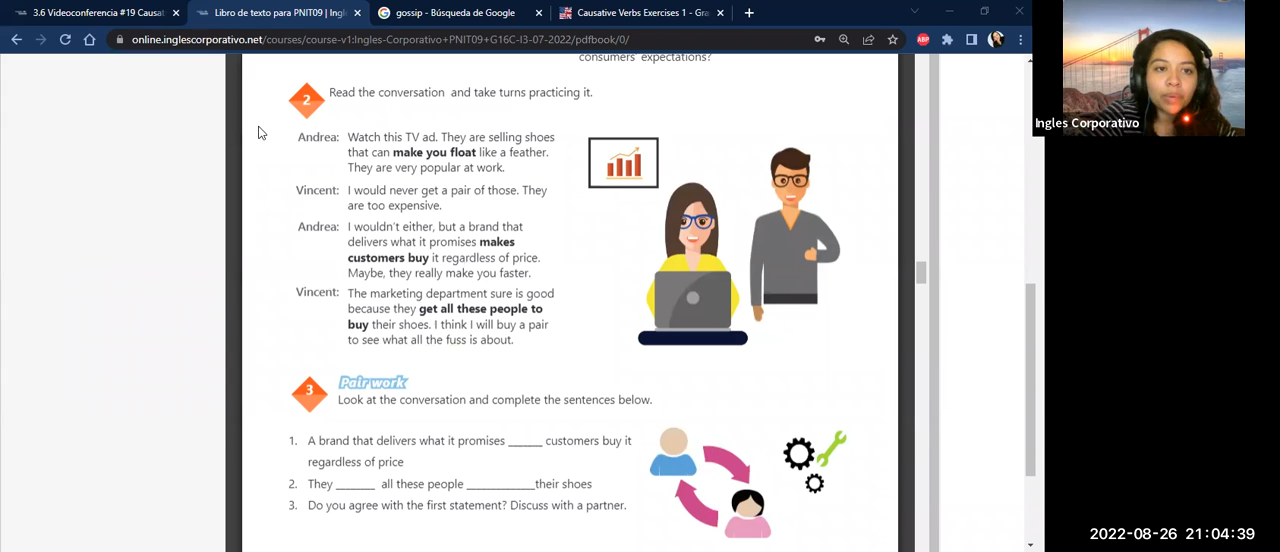 3.6 Videoconferencia #19 Causat
Libro de texto para PNIT09 | Ingl
gossip - Búsqueda de Google
Causative Verbs Exercises 1 - Gra
online.inglescorporativo.net/courses/course-v1:Ingles-Corporativo+PNIT09+G16C-I3-07-2022/pdfbook/0/
ABP
consumers' expectations?
2
Read the conversation and take turns practicing it.
Andrea: Watch this TV ad. They are selling shoes
that can make you float like a feather.
They are very popular at work.
Vincent: I would never get a pair of those. They
are too expensive.
Andrea: I wouldn't either, but a brand that
delivers what it promises makes
customers buy it regardless of price.
Maybe, they really make you faster.
Vincent: The marketing department sure is good
because they get all these people to
buy their shoes. I think I will buy a pair
to see what all the fuss is about.
3
Pair work
Look at the conversation and complete the sentences below.
1. A brand that delivers what it promises ______ customers buy it
regardless of price
2. They _______ all these people ____________their shoes
3. Do you agree with the first statement? Discuss with a partner.
Ingles Corporativo
2022-08-26 21:04:39